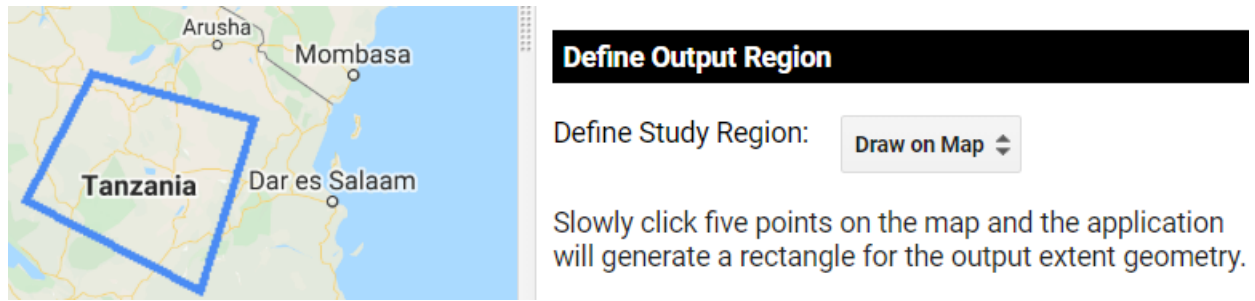 Arusha
Mombasa
Tanzania
Dar es Salaam
Define Output Region
Define Study Region:
Draw on Map
Slowly click five points on the map and the application
will generate a rectangle for the output extent geometry.